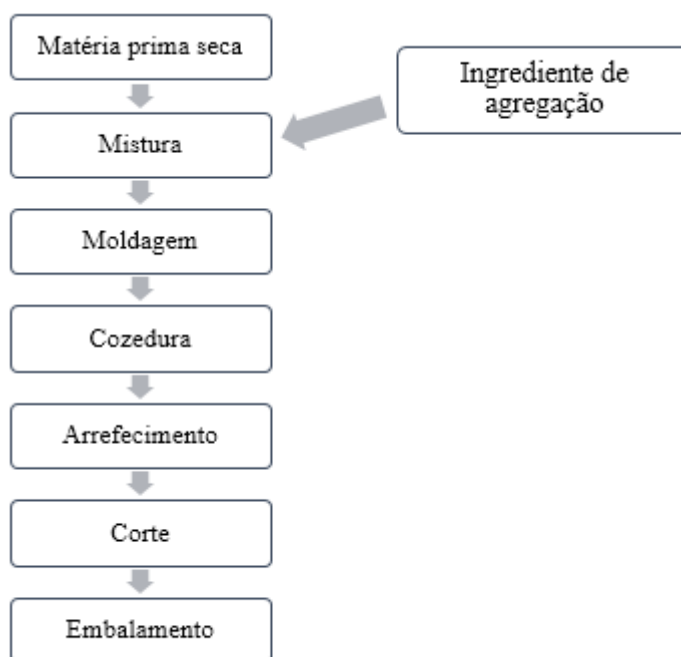 Matéria prima seca
Ingrediente de
agregação
Mistura
Moldagem
Cozedura
Arrefecimento
Corte
Embalamento